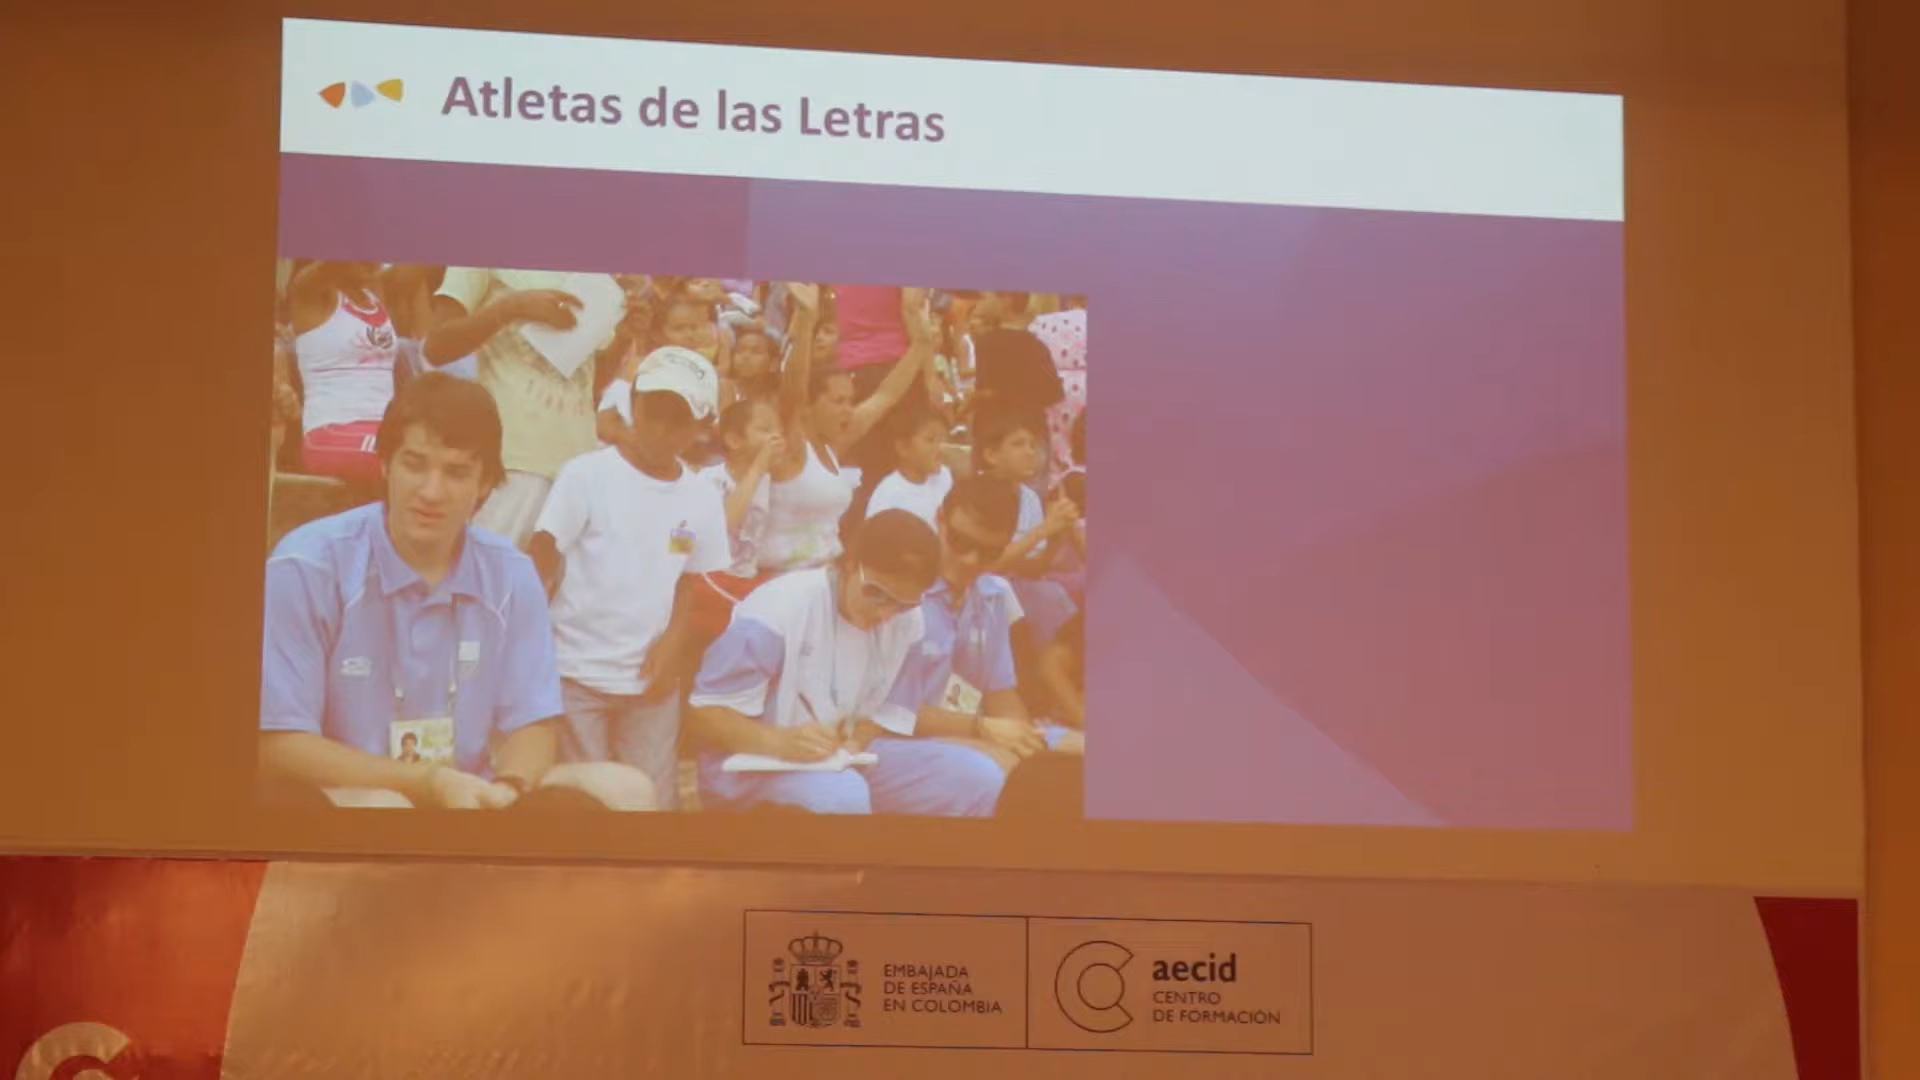 Atletas de las Letras
EMBAJADA
DE ESPAÑA
EN COLOMBIA
aecid
CENTRO
DE FORMACIÓN